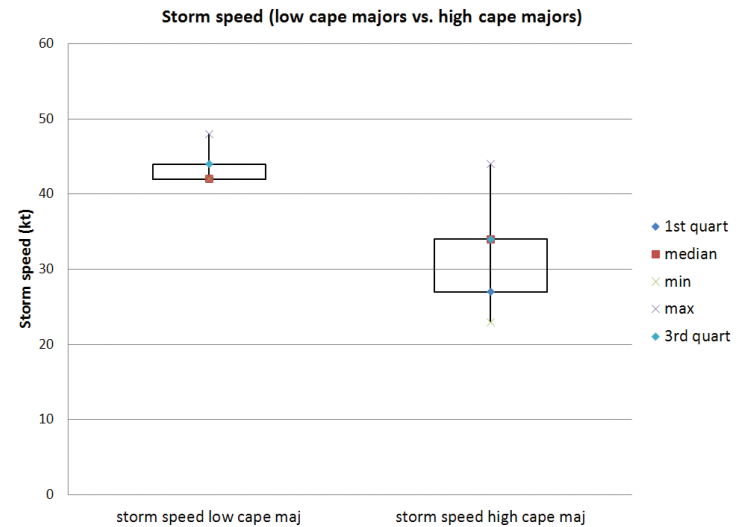 Storm speed (low cape majors vs. high cape majors)
60
50
40
30
20
10
0
Storm speed (kt)
storm speed low cape maj
storm speed high cape maj
1st quart
median
min
max
3rd quart